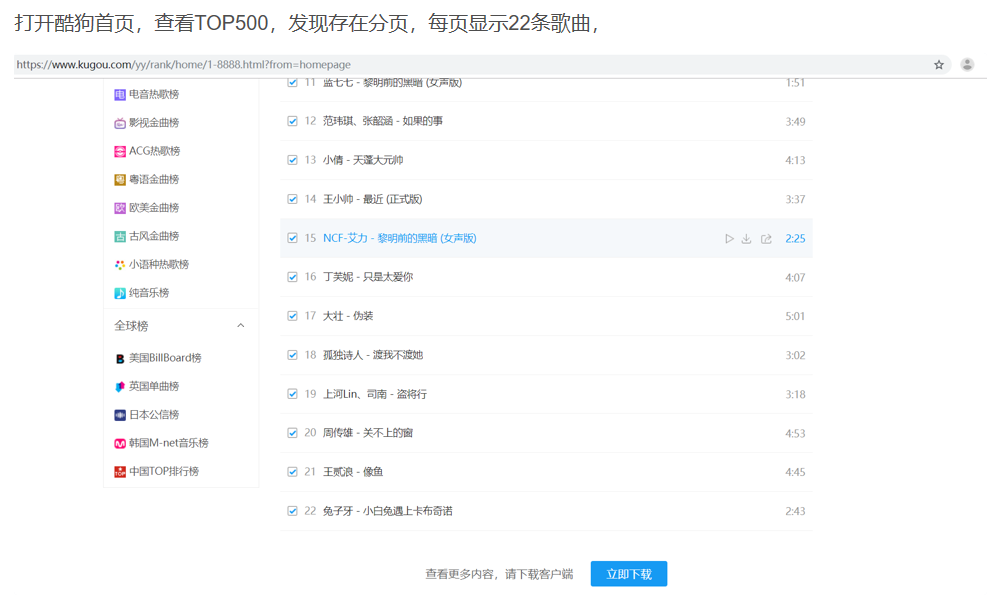 打开酷狗首页，查看TOP500，发现存在分页，每页显示22条歌曲，
https://www.kugou.com/yy/rank/home/1-8888.html?from=homepage
11 蓝七七 - 黎明前的黑暗 (女声版) 1:51
电音热歌榜
影视金曲榜
12 范玮琪、张韶涵 - 如果的事 3:49
ACG热歌榜
13 小倩 - 天蓬大元帅 4:13
粤语金曲榜
14 王小帅 - 最近 (正式版) 3:37
欧美金曲榜
古风金曲榜
15 NCF-艾力 - 黎明前的黑暗 (女声版) 2:25
小语种热歌榜
16 丁芙妮 - 只是太爱你 4:07
纯音乐榜
17 大壮 - 伪装 5:01
全球榜
18 孤独诗人 - 渡我不渡她 3:02
美国BillBoard榜
英国单曲榜
19 上河Lin、司南 - 盗将行 3:18
日本公信榜
20 周传雄 - 关不上的窗 4:53
韩国M-net音乐榜
21 王贰浪 - 像鱼 4:45
TOP 中国TOP排行榜
22 兔子牙 - 小白兔遇上卡布奇诺 2:43
查看更多内容，请下载客户端 立即下载